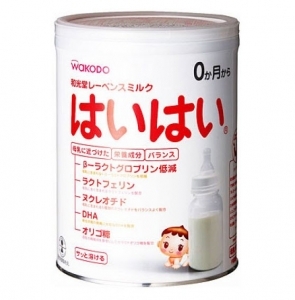 wakODO
0か月から
和光堂レーベンスミルク
はいはい®
母乳に近づけた 栄養成分 バランス
β-ラクトグロブリン低減
ラクトフェリン
ヌクレオチド
DHA
オリゴ糖
サッと溶ける